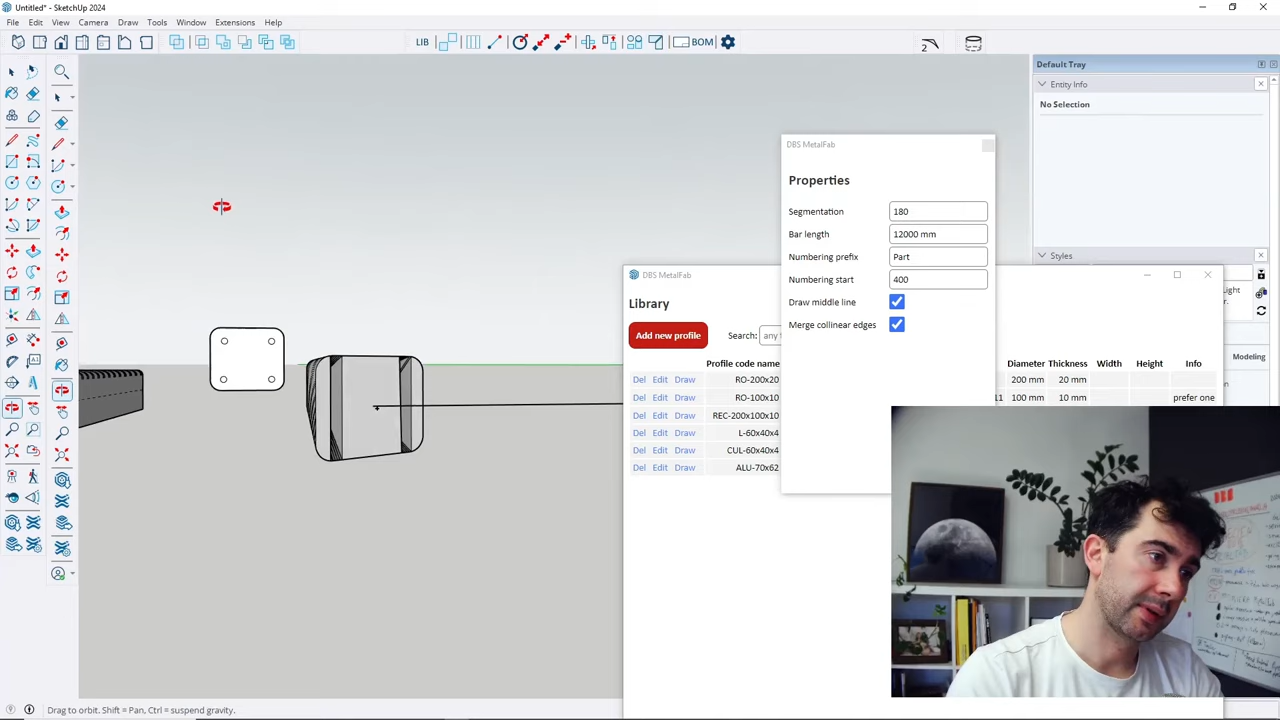 Untitled* - SketchUp 2024
File Edit View Camera Draw Tools Window Extensions Help
LIB BOM 2
Default Tray
Entity Info
No Selection
Styles
Light
r.
Modeling
DBS MetalFab
Properties
Segmentation 180
Bar length 12000 mm
Numbering prefix Part
Numbering start 400
Draw middle line
Merge collinear edges
DBS MetalFab
Library
Add new profile Search: any
Profile code name Diameter Thickness Width Height Info
Del Edit Draw RO-200x20 200 mm 20 mm
Del Edit Draw RO-100x10 11 100 mm 10 mm prefer one
Del Edit Draw REC-200x100x10
Del Edit Draw L-60x40x4
Del Edit Draw CUL-60x40x4
Del Edit Draw ALU-70x62
Drag to orbit. Shift = Pan, Ctrl = suspend gravity.